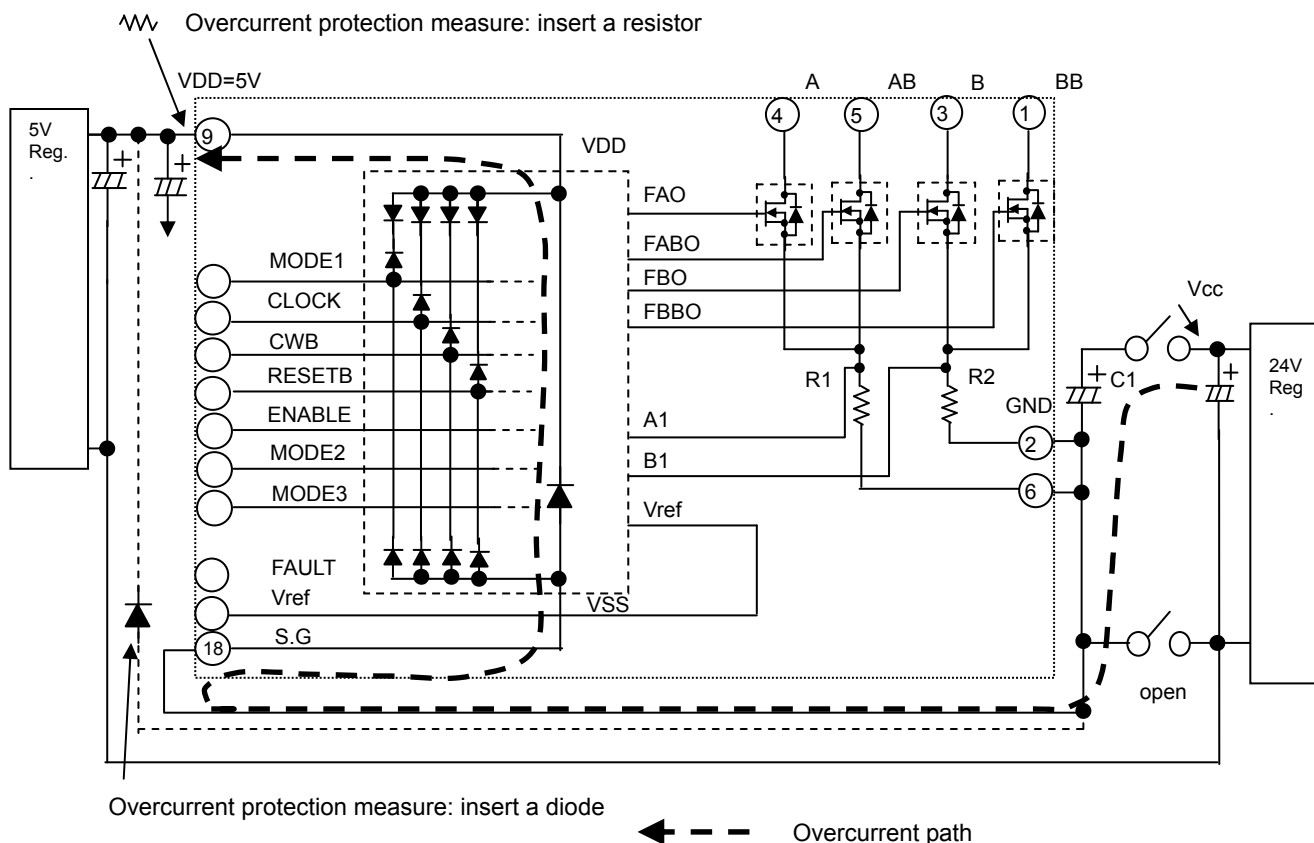 Overcurrent protection measure: insert a resistor
VDD=5V
A
AB
B
BB
4
5
3
1
5V
Reg.
.
9
VDD
FAO
FABO
FBO
FBBO
MODE1
CLOCK
CWB
RESETB
ENABLE
MODE2
MODE3
FAULT
Vref
S.G
18
VSS
A1
B1
Vref
R1
R2
GND
2
6
C1
Vcc
24V
Reg
.
+
+
+
+
open
Overcurrent protection measure: insert a diode
Overcurrent path